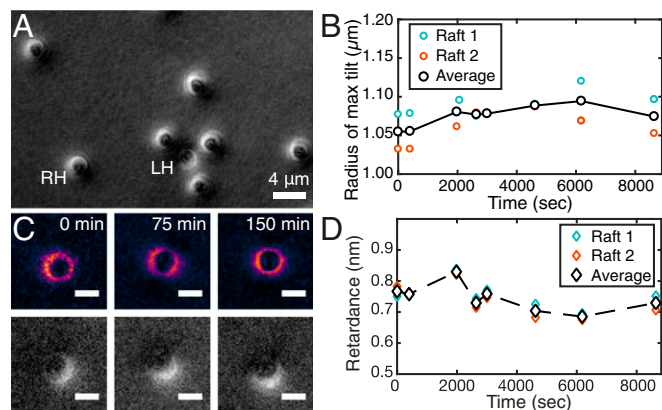 A
RH
LH
4 μm
B
Radius of max tilt (μm)
1.20
1.15
1.10
1.05
1.00
Raft 1
Raft 2
Average
0
2000
4000
6000
8000
Time (sec)
C
0 min
75 min
150 min
D
Retardance (nm)
0.9
0.8
0.7
0.6
0.5
Raft 1
Raft 2
Average
0
2000
4000
6000
8000
Time (sec)